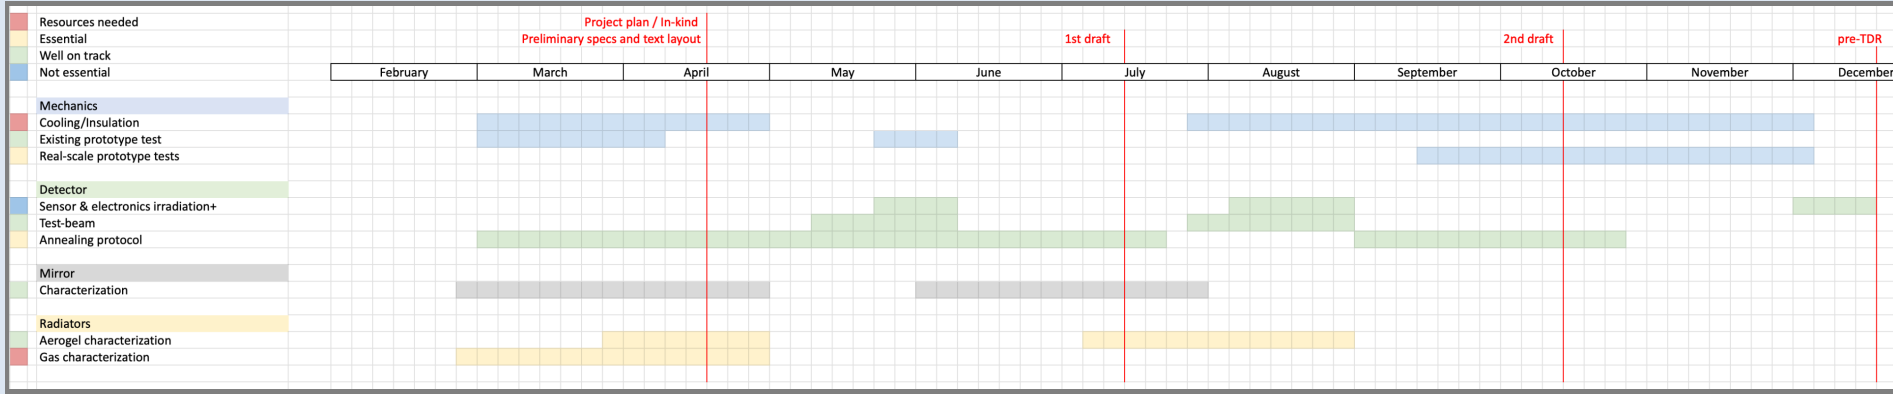 Resources needed
Project plan / In-kind
Essential
Preliminary specs and text layout
1st draft
2nd draft
pre-TDR
Well on track
Not essential
February March April May June July August September October November December
Mechanics
Cooling/Insulation
Existing prototype test
Real-scale prototype tests
Detector
Sensor & electronics irradiation+
Test-beam
Annealing protocol
Mirror
Characterization
Radiators
Aerogel characterization
Gas characterization